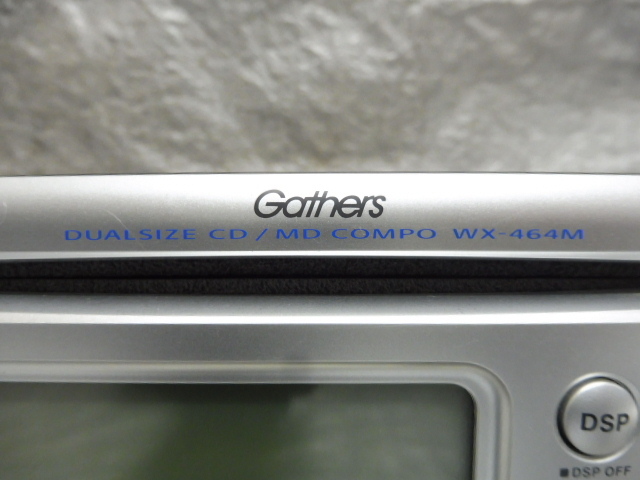 Gathers
DUALSIZE CD / MD COMPO WX-464M
DSP
■DSP OFF